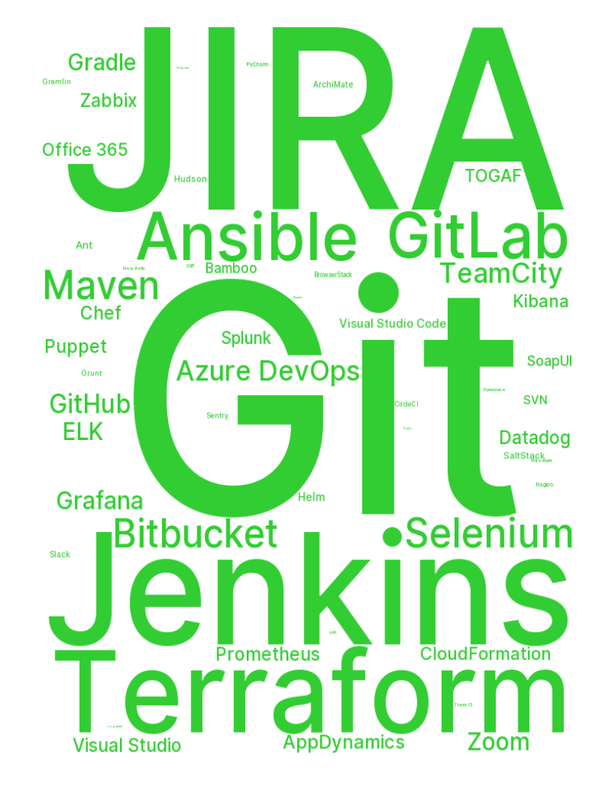 JIRA
Gradle
PyCharm
Gremlin
ArchiMate
Zabbix
Office 365
TOGAF
Hudson
Ansible
GitLab
Ant
Bamboo
BrowserStack
TeamCity
Maven
Kibana
Chef
Visual Studio Code
Git
Splunk
Puppet
SoapUI
Azure DevOps
Grunt
SVN
GitHub
CircleCI
Sentry
ELK
Datadog
SaltStack
Nagios
Helm
Grafana
Bitbucket
Selenium
Slack
Jenkins
Prometheus
CloudFormation
Terraform
Travis CI
Visual Studio
AppDynamics
Zoom